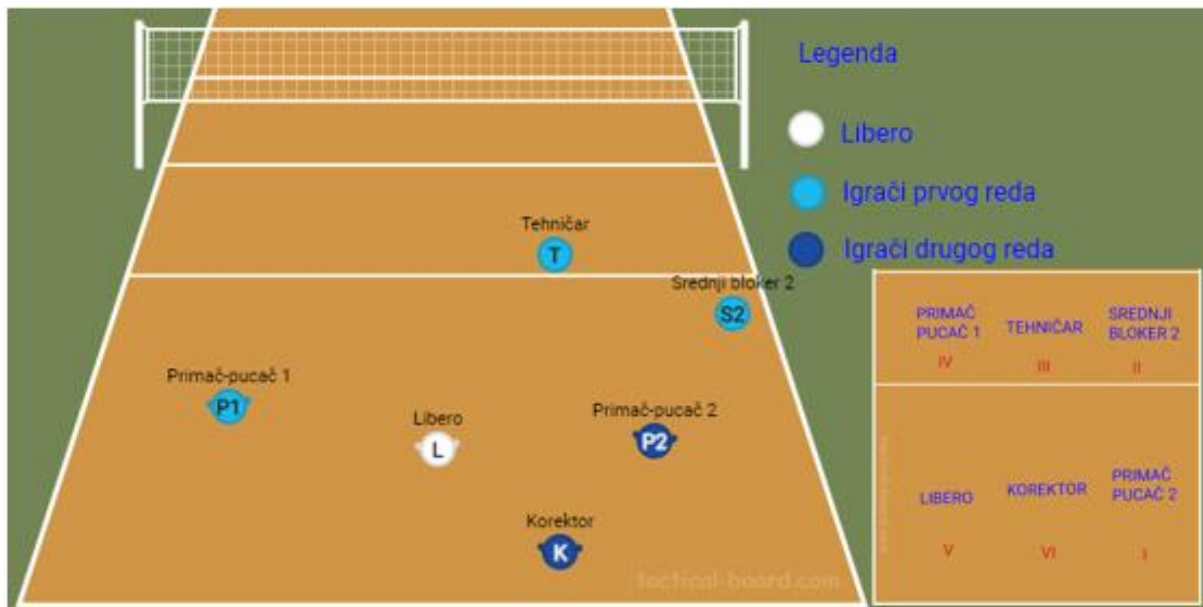 Legenda
Libero
Igrači prvog reda
Igrači drugog reda
Tehničar
T
Srednji bloker 2
S2
Primač-pucač 1
P1
Libero
L
Primač-pucač 2
P2
Korektor
K
tactical-board.com
PRIMAČ
PUCAČ 1
IV
TEHNIČAR
III
SREDNJI
BLOKER 2
II
LIBERO
V
KOREKTOR
VI
PRIMAČ
PUCAČ 2
I